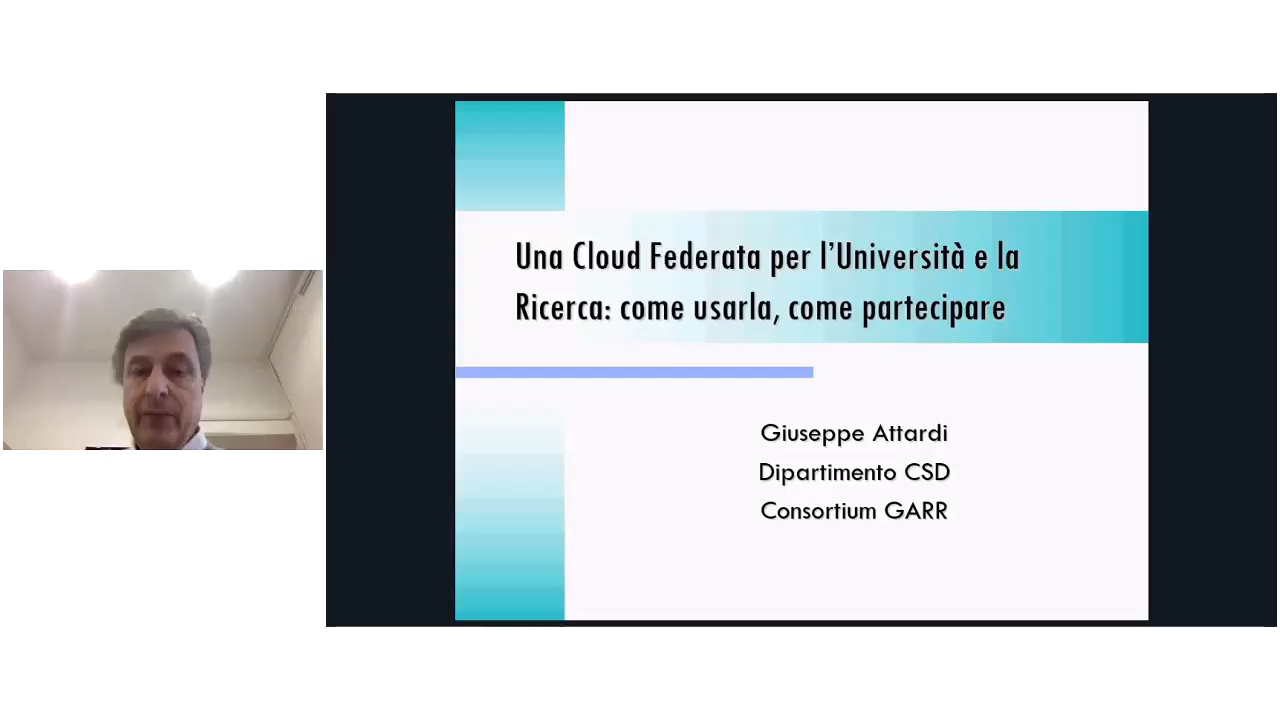 Una Cloud Federata per l’Università e la
Ricerca: come usarla, come partecipare
Giuseppe Attardi
Dipartimento CSD
Consortium GARR